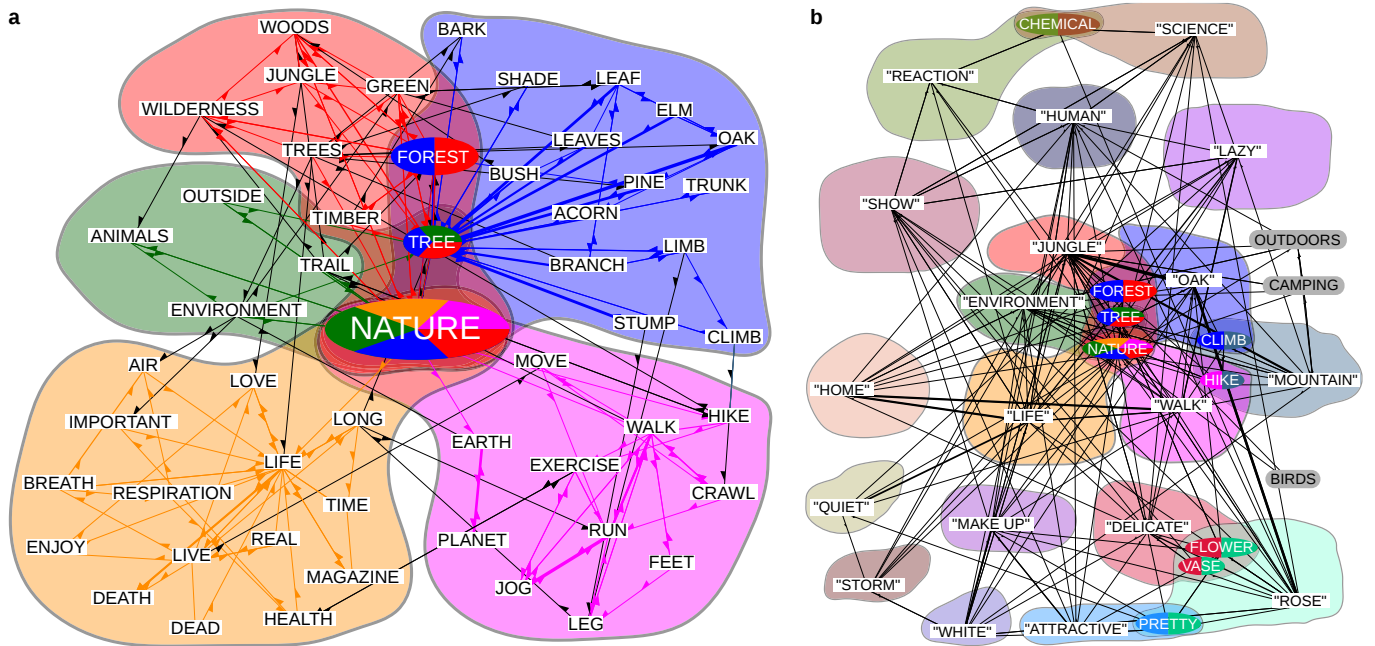 a
WOODS
BARK
JUNGLE
GREEN
SHADE
LEAF
WILDERNESS
ELM
TREES
FOREST
LEAVES
OAK
BUSH
PINE
TRUNK
OUTSIDE
TIMBER
ACORN
ANIMALS
TREE
LIMB
TRAIL
BRANCH
ENVIRONMENT
NATURE
STUMP
CLIMB
AIR
LOVE
MOVE
IMPORTANT
LONG
HIKE
EARTH
WALK
LIFE
EXERCISE
BREATH
RESPIRATION
CRAWL
TIME
ENJOY
LIVE
REAL
PLANET
RUN
FEET
MAGAZINE
JOG
DEATH
HEALTH
DEAD
LEG
b
CHEMICAL
"SCIENCE"
"REACTION"
"HUMAN"
"LAZY"
"SHOW"
"JUNGLE"
OUTDOORS
"OAK"
CAMPING
FOREST
"ENVIRONMENT"
TREE
CLIMB
NATURE
HIKE
"MOUNTAIN"
"HOME"
"LIFE"
"WALK"
BIRDS
"QUIET"
"MAKE UP"
"DELICATE"
FLOWER
VASE
"STORM"
"ROSE"
"WHITE"
"ATTRACTIVE"
PRETTY